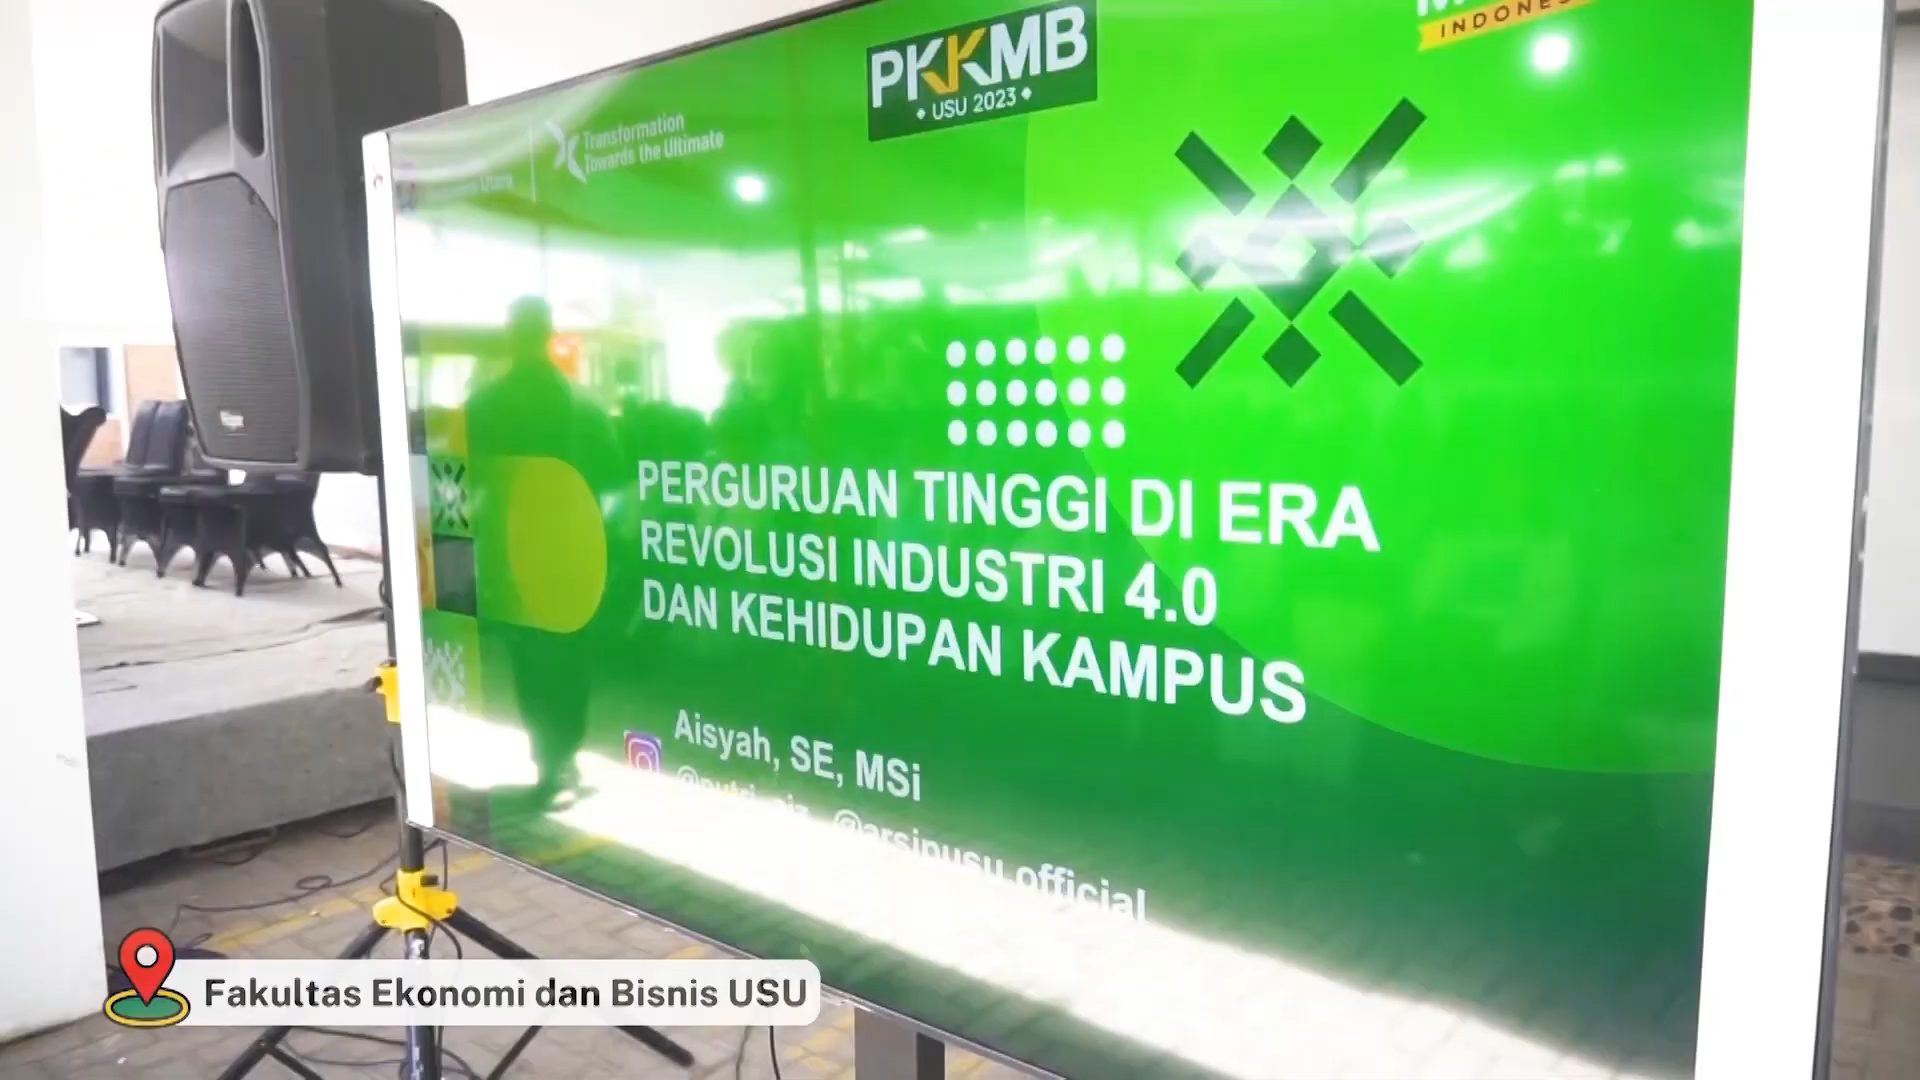 PKKMB
USU 2023
INDONES
Transformation
Towards the Ultimate
Utara
PERGURUAN TINGGI DI ERA
REVOLUSI INDUSTRI 4.0
DAN KEHIDUPAN KAMPUS
Aisyah, SE, MSi
@arsipusu.official
Fakultas Ekonomi dan Bisnis USU